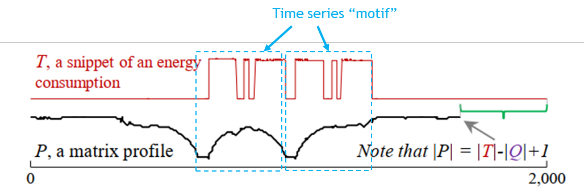 Time series “motif”
T, a snippet of an energy
consumption
P, a matrix profile
Note that |P| = |T|-|Q|+1
0
2,000